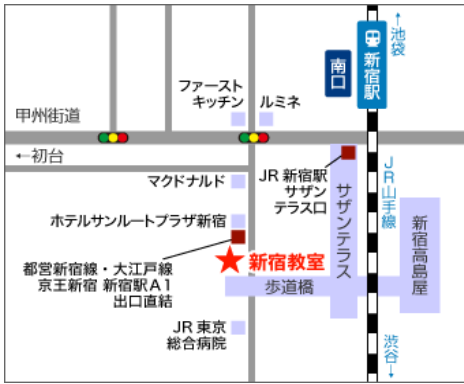 ←池袋
新宿駅
南口
ファースト
キッチン
ルミネ
甲州街道
←初台
マクドナルド
JR 新宿駅
サザン
テラス口
JR山手線
サザンテラス
新宿高島屋
ホテルサンルートプラザ新宿
都営新宿線・大江戸線
京王新宿 新宿駅A1
出口直結
新宿教室
歩道橋
JR 東京
総合病院
渋谷→